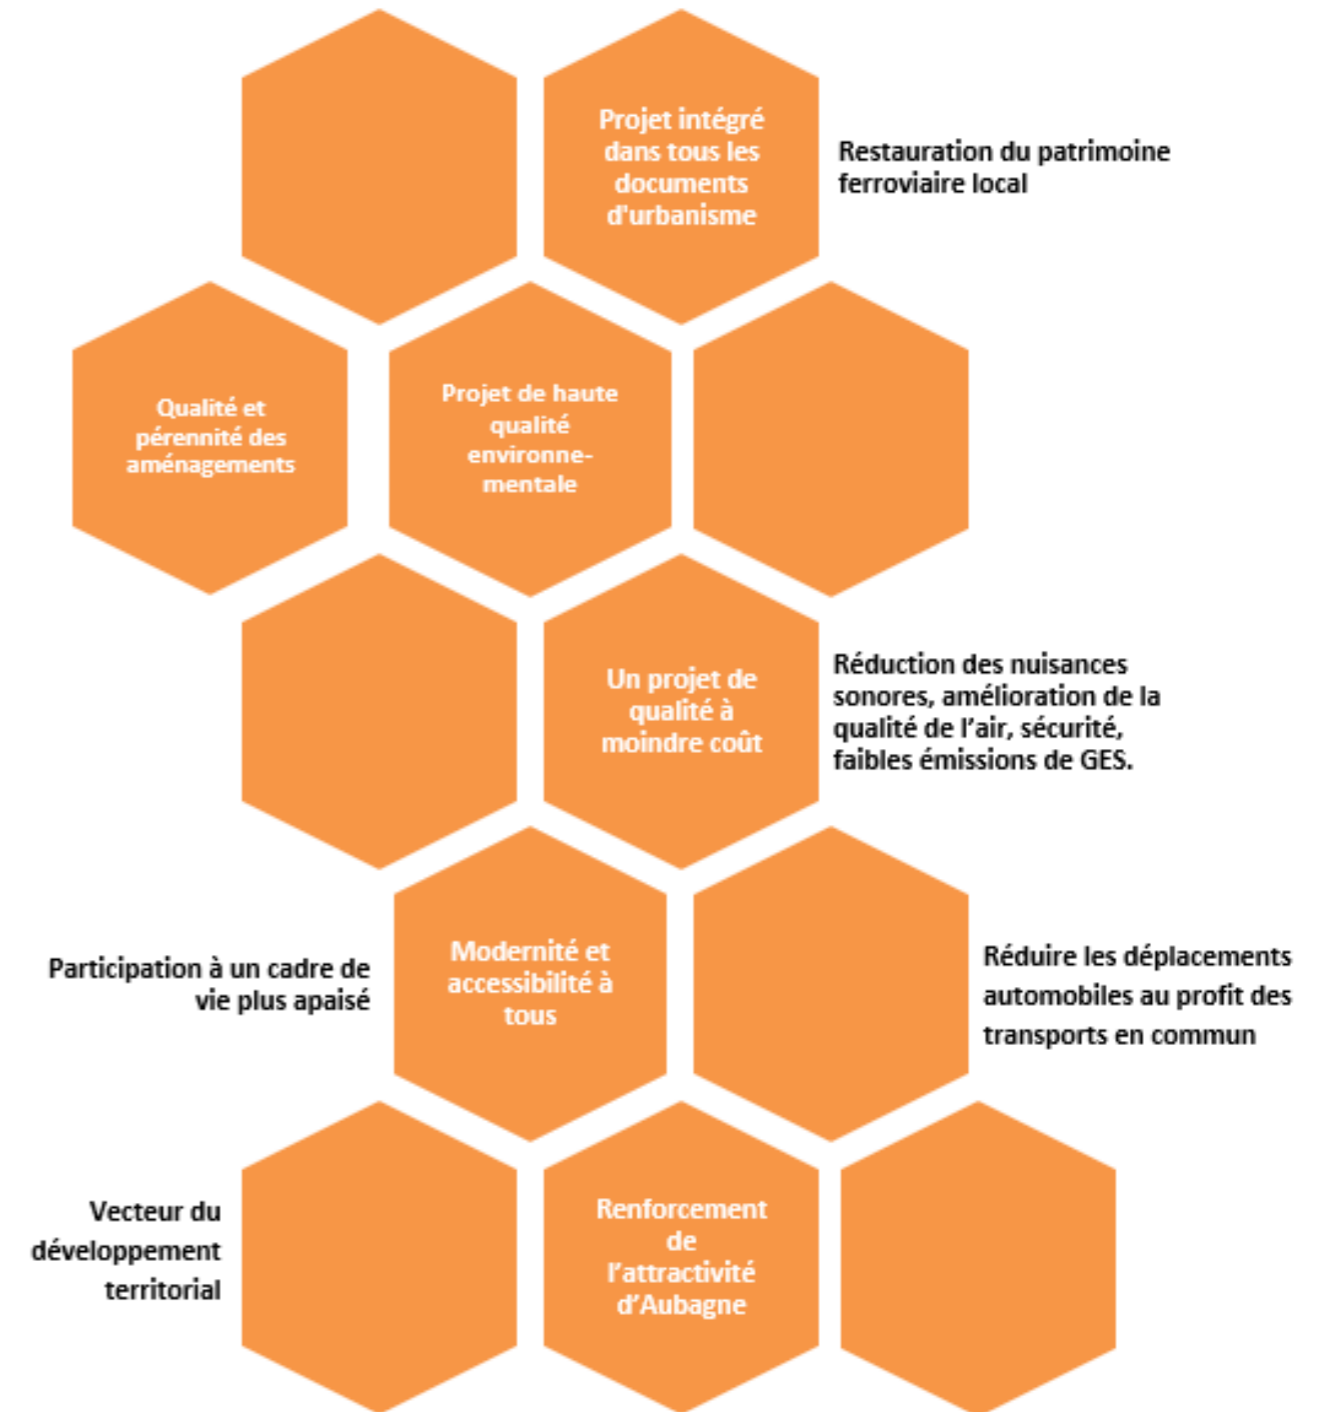 Projet intégré
dans tous les
documents
d'urbanisme
Restauration du patrimoine
ferroviaire local
Qualité et
pérennité des
aménagements
Projet de haute
qualité
environne-
mentale
Un projet de
qualité à
moindre coût
Réduction des nuisances
sonores, amélioration de la
qualité de l’air, sécurité,
faibles émissions de GES.
Participation à un cadre de
vie plus apaisé
Modernité et
accessibilité à
tous
Réduire les déplacements
automobiles au profit des
transports en commun
Vecteur du
développement
territorial
Renforcement
de
l’attractivité
d’Aubagne